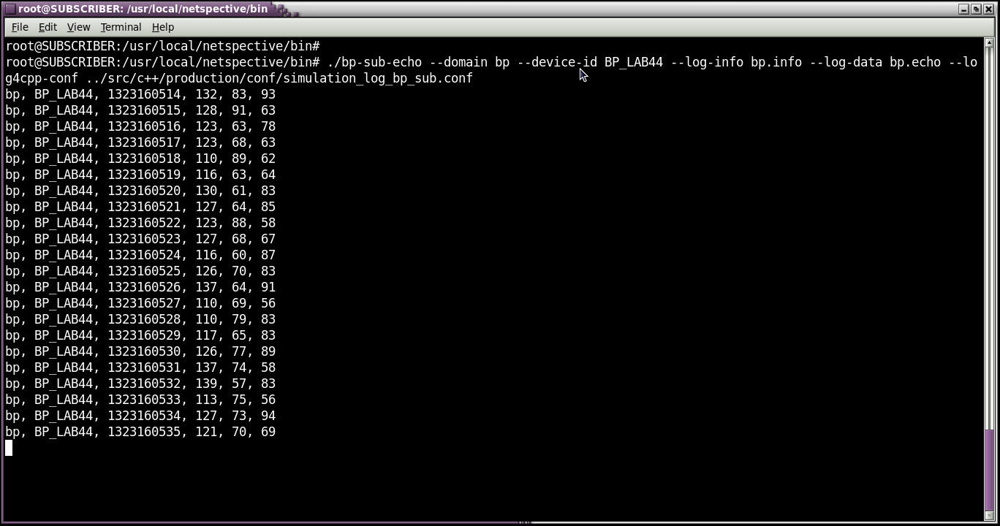 root@SUBSCRIBER: /usr/local/netspective/bin
File Edit View Terminal Help
root@SUBSCRIBER:/usr/local/netspective/bin#
root@SUBSCRIBER:/usr/local/netspective/bin# ./bp-sub-echo --domain bp --device-id BP_LAB44 --log-info bp.info --log-data bp.echo --lo
g4cpp-conf ../src/c++/production/conf/simulation_log_bp_sub.conf
bp, BP_LAB44, 1323160514, 132, 83, 93
bp, BP_LAB44, 1323160515, 128, 91, 63
bp, BP_LAB44, 1323160516, 123, 63, 78
bp, BP_LAB44, 1323160517, 123, 68, 63
bp, BP_LAB44, 1323160518, 110, 89, 62
bp, BP_LAB44, 1323160519, 116, 63, 64
bp, BP_LAB44, 1323160520, 130, 61, 83
bp, BP_LAB44, 1323160521, 127, 64, 85
bp, BP_LAB44, 1323160522, 123, 88, 58
bp, BP_LAB44, 1323160523, 127, 68, 67
bp, BP_LAB44, 1323160524, 116, 60, 87
bp, BP_LAB44, 1323160525, 126, 70, 83
bp, BP_LAB44, 1323160526, 137, 64, 91
bp, BP_LAB44, 1323160527, 110, 69, 56
bp, BP_LAB44, 1323160528, 110, 79, 83
bp, BP_LAB44, 1323160529, 117, 65, 83
bp, BP_LAB44, 1323160530, 126, 77, 89
bp, BP_LAB44, 1323160531, 137, 74, 58
bp, BP_LAB44, 1323160532, 139, 57, 83
bp, BP_LAB44, 1323160533, 113, 75, 56
bp, BP_LAB44, 1323160534, 127, 73, 94
bp, BP_LAB44, 1323160535, 121, 70, 69